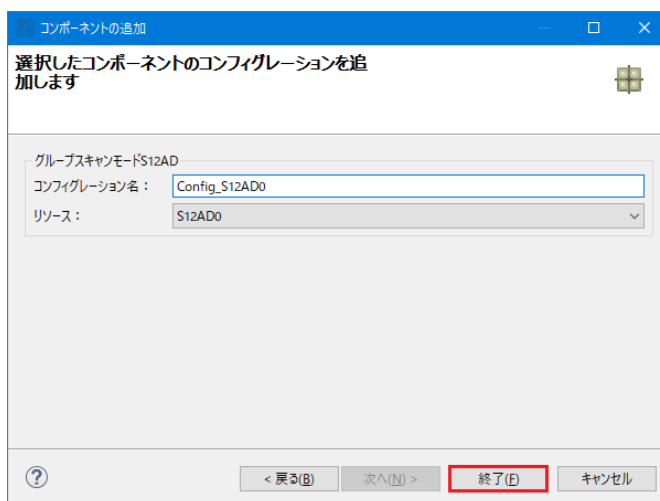 コンポーネントの追加
選択したコンポーネントのコンフィグレーションを追
加します
グループスキャンモードS12AD
コンフィグレーション名： Config_S12AD0
リソース： S12AD0
< 戻る(B) 次へ(N) > 終了(F) キャンセル